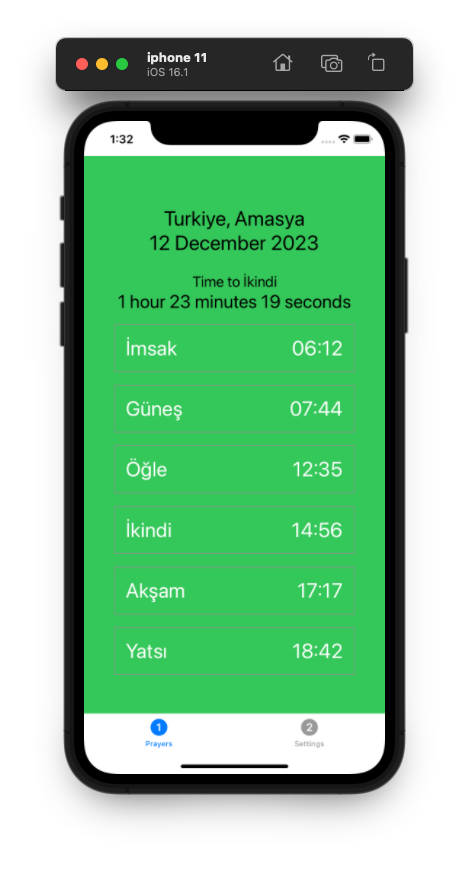 iphone 11
iOS 16.1
1:32
Turkiye, Amasya
12 December 2023
Time to İkindi
1 hour 23 minutes 19 seconds
İmsak 06:12
Güneş 07:44
Öğle 12:35
İkindi 14:56
Akşam 17:17
Yatsı 18:42
1 2
Prayers Settings